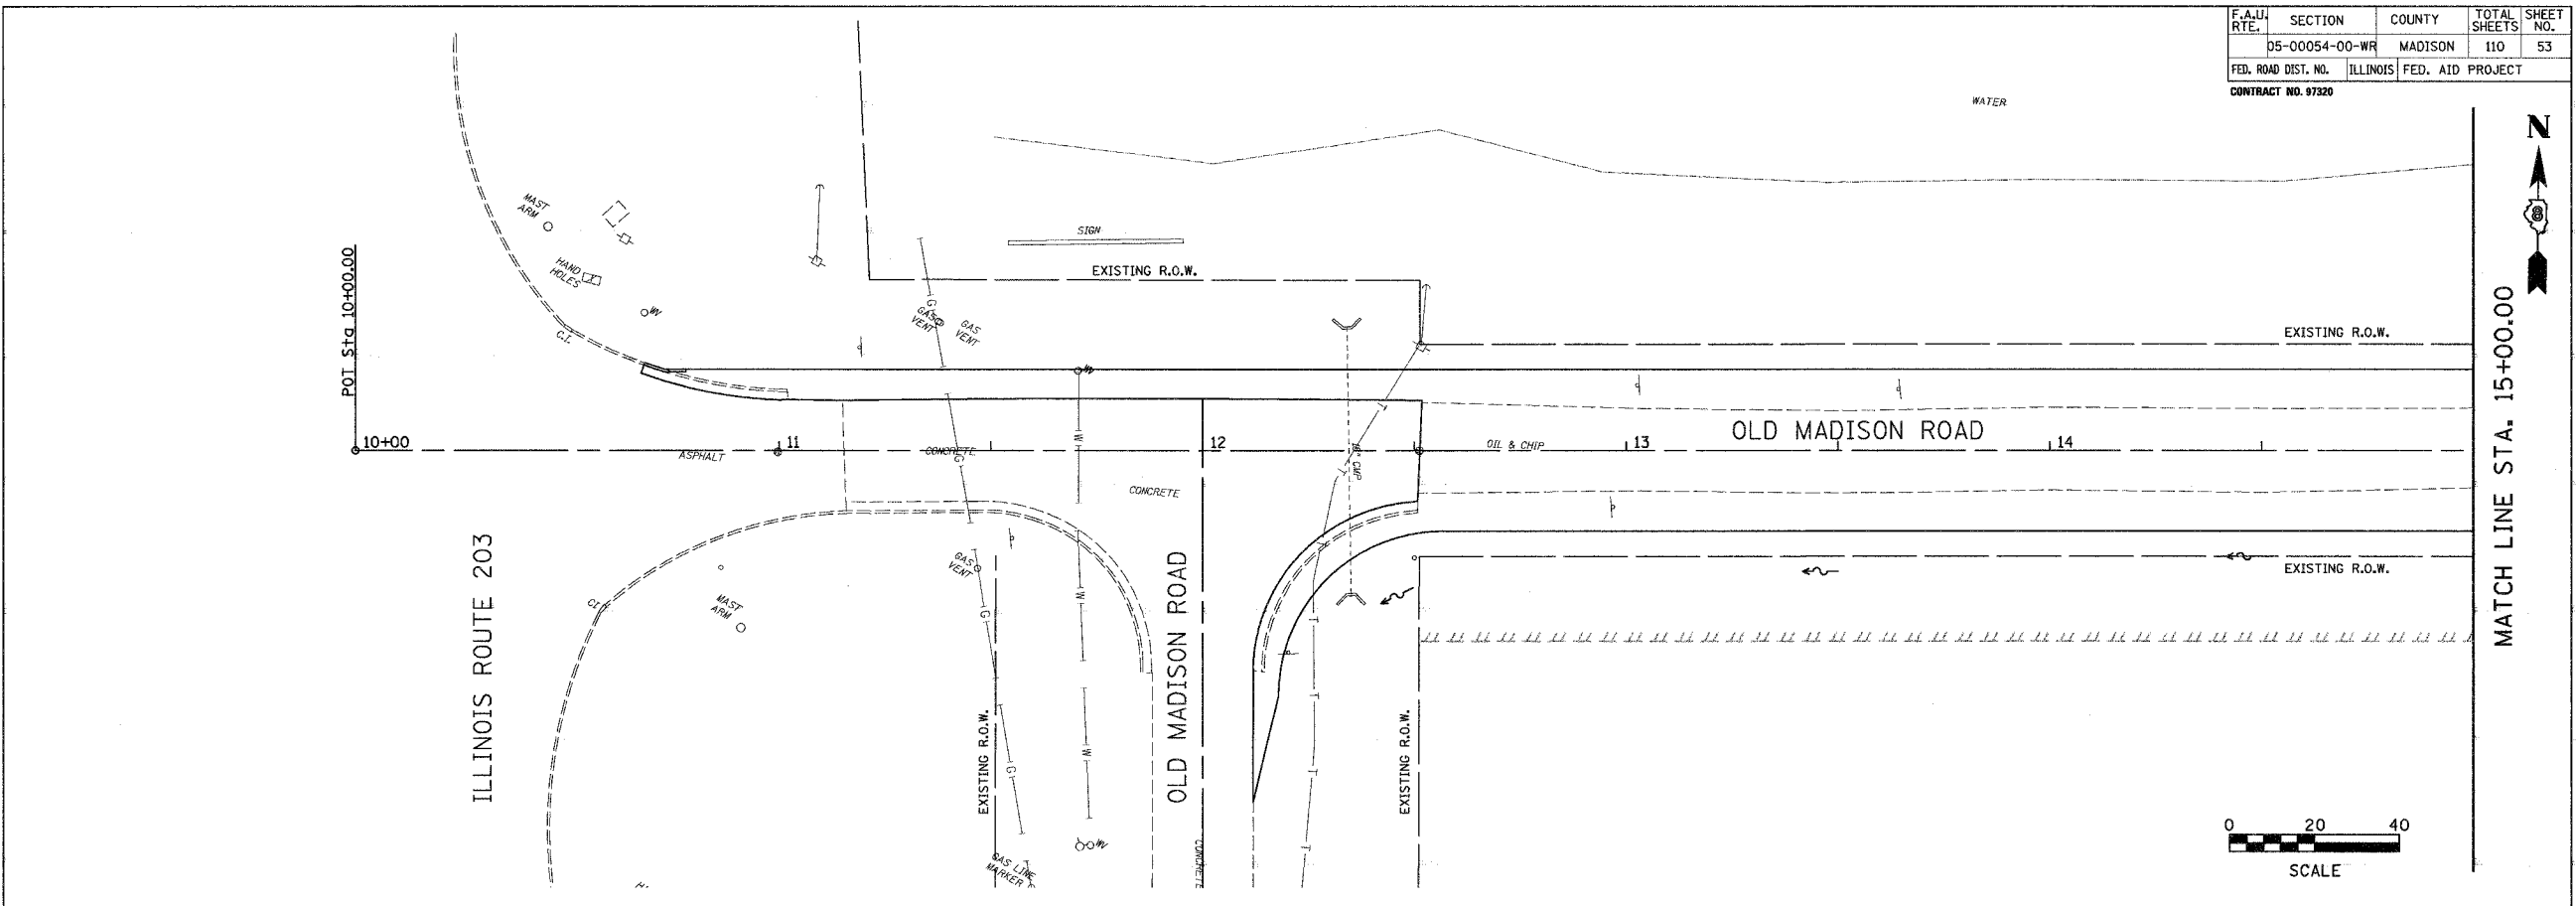 F.A.U. RTE.
SECTION
COUNTY
TOTAL SHEETS
SHEET NO.
05-00054-00-WR
MADISON
110
53
FED. ROAD DIST. NO.
ILLINOIS
FED. AID PROJECT
CONTRACT NO. 97320
WATER
N
8
MAST
ARM
HAND
HOLES
W
C.I.
SIGN
EXISTING R.O.W.
G
GAS
VENT
GAS
VENT
EXISTING R.O.W.
POT Sta 10+00.00
MATCH LINE STA. 15+00.00
W
W
T
10+00
11
12
13
14
ASPHALT
CONCRETE
G
OIL & CHIP
OLD MADISON ROAD
CMP
T
CONCRETE
T
GAS
VENT
EXISTING R.O.W.
ILLINOIS ROUTE 203
CI
MAST
ARM
G
W
OLD MADISON ROAD
T
EXISTING R.O.W.
EXISTING R.O.W.
T
W
G
T
W
T
GAS LINE
MARKER
CONCRETE
0 20 40
SCALE